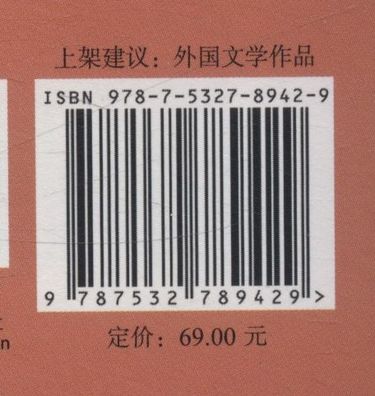 上架建议：外国文学作品
ISBN 978-7-5327-8942-9
9 787532 789429 >
定价：69.00 元
n